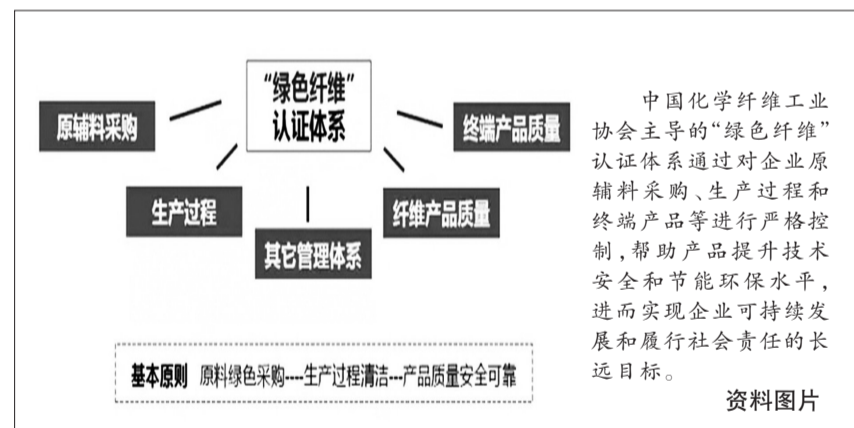 “绿色纤维”
认证体系
原辅料采购
终端产品质量
生产过程
纤维产品质量
其它管理体系
基本原则 原料绿色采购----生产过程清洁---产品质量安全可靠
中国化学纤维工业
协会主导的“绿色纤维”
认证体系通过对企业原
辅料采购、生产过程和
终端产品等进行严格控
制,帮助产品提升技术
安全和节能环保水平,
进而实现企业可持续发
展和履行社会责任的长
远目标。
资料图片